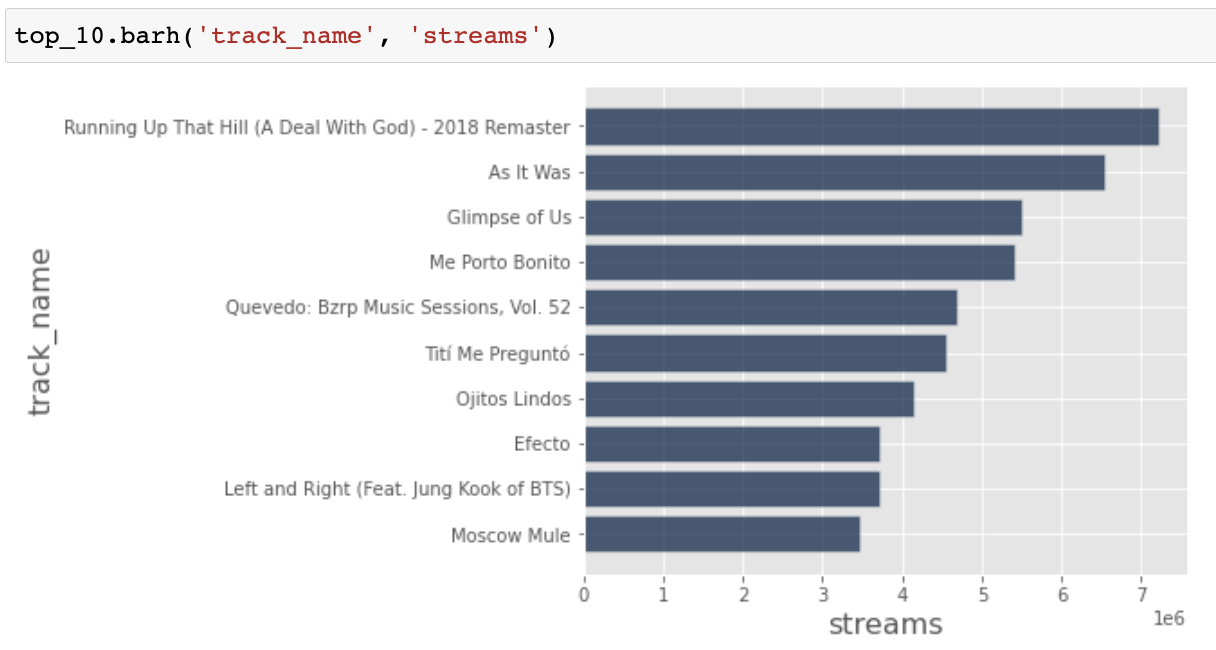 top_10.barh('track_name', 'streams')
track_name
Running Up That Hill (A Deal With God) - 2018 Remaster
As It Was
Glimpse of Us
Me Porto Bonito
Quevedo: Bzrp Music Sessions, Vol. 52
Tití Me Preguntó
Ojitos Lindos
Efecto
Left and Right (Feat. Jung Kook of BTS)
Moscow Mule
0 1 2 3 4 5 6 7
1e6
streams